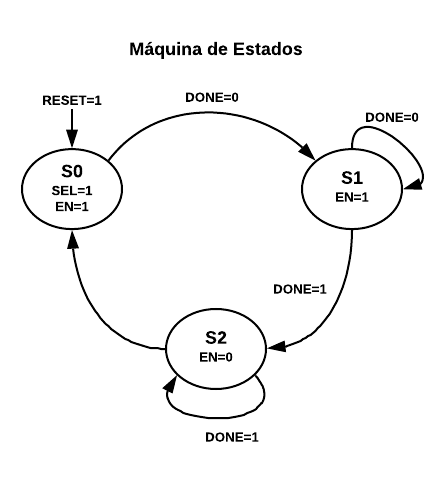 Máquina de Estados
RESET=1
DONE=0
DONE=0
S0
SEL=1
EN=1
S1
EN=1
DONE=1
S2
EN=0
DONE=1